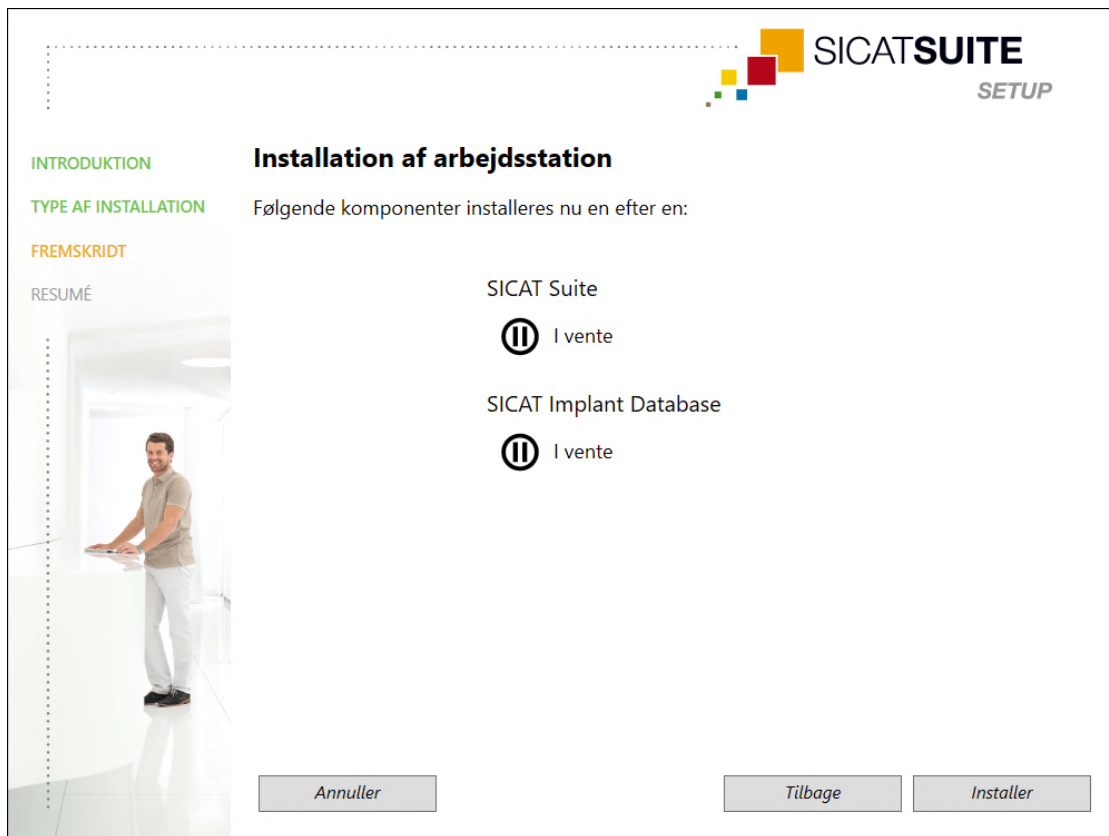 SICATSUITE
SETUP
INTRODUKTION
TYPE AF INSTALLATION
FREMSKRIDT
RESUMÉ
Installation af arbejdsstation
Følgende komponenter installeres nu en efter en:
SICAT Suite
I vente
SICAT Implant Database
I vente
Annuller
Tilbage
Installer